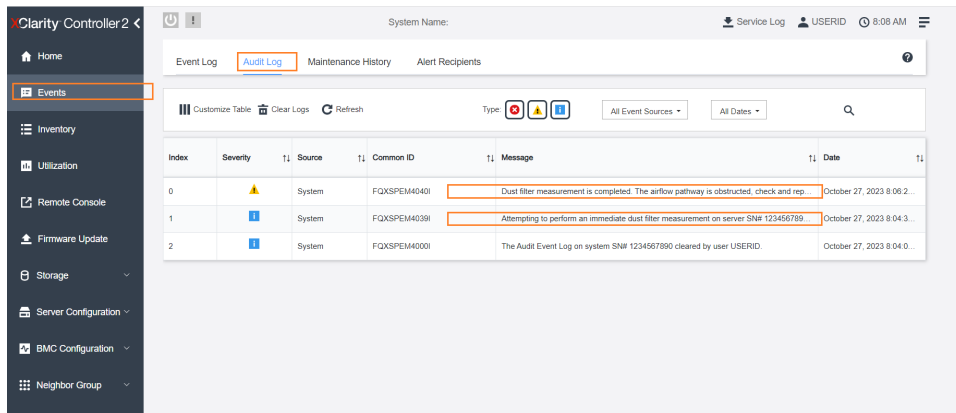 XClarity Controller 2
System Name:
Service Log
USERID
8:08 AM
Home
Events
Inventory
Utilization
Remote Console
Firmware Update
Storage
Server Configuration
BMC Configuration
Neighbor Group
Event Log Audit Log Maintenance History Alert Recipients
Customize Table Clear Logs Refresh Type: All Event Sources All Dates
Index Severity Source Common ID Message Date
0 System FQXSPEM4040I Dust filter measurement is completed. The airflow pathway is obstructed, check and rep... October 27, 2023 8:06:2...
1 System FQXSPEM4039I Attempting to perform an immediate dust filter measurement on server SN# 123456789... October 27, 2023 8:04:3...
2 System FQXSPEM4000I The Audit Event Log on system SN# 1234567890 cleared by user USERID. October 27, 2023 8:04:0...